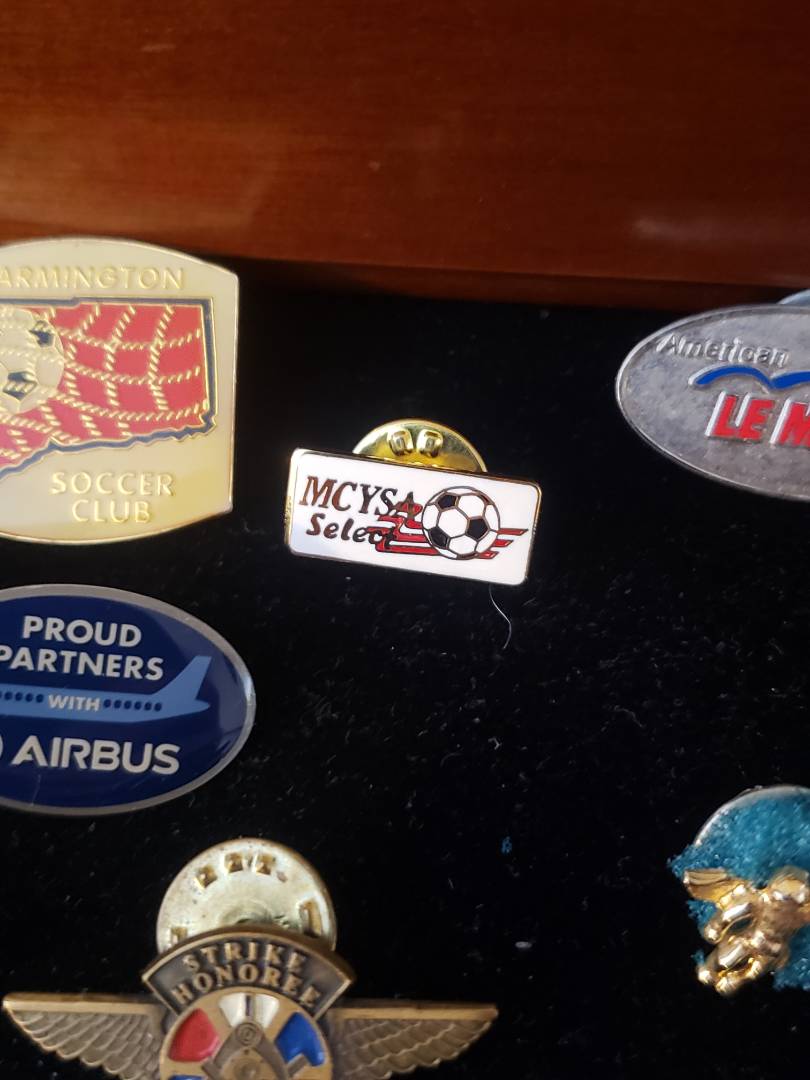 ARMINGTON
SOCCER
CLUB
MCYSA
Select
American
LE M
PROUD
PARTNERS
WITH
AIRBUS
STRIKE
HONOREE